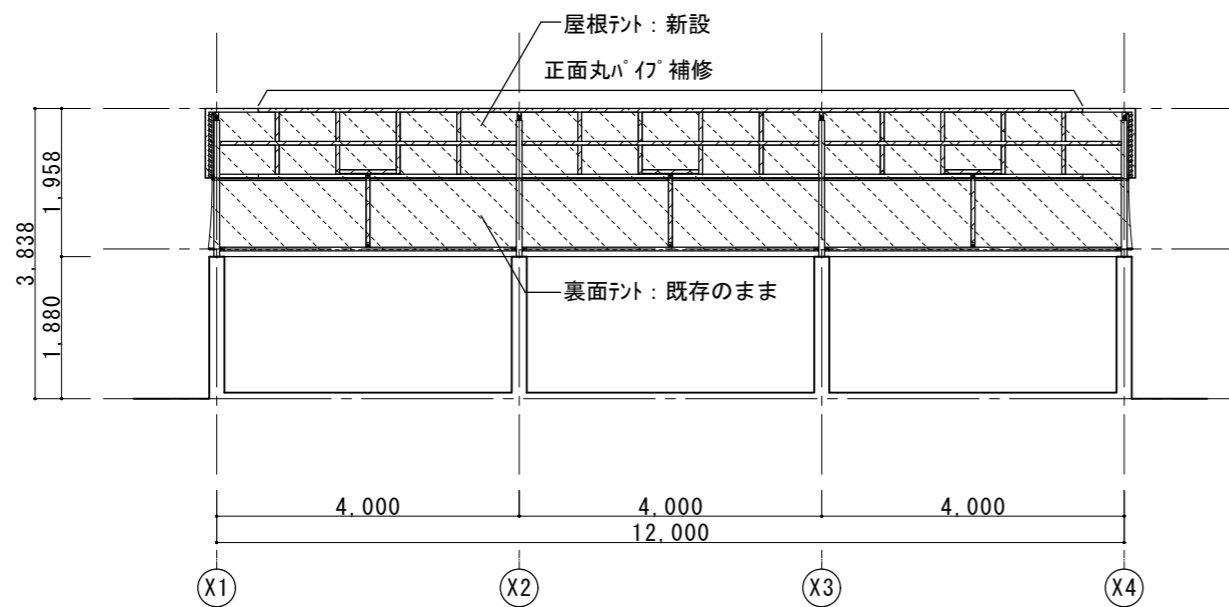 屋根ﾃﾝﾄ：新設
正面丸ﾊﾟｲﾌﾟ補修
1,958
3,838
1,880
裏面ﾃﾝﾄ：既存のまま
4,000
4,000
4,000
12,000
X1
X2
X3
X4